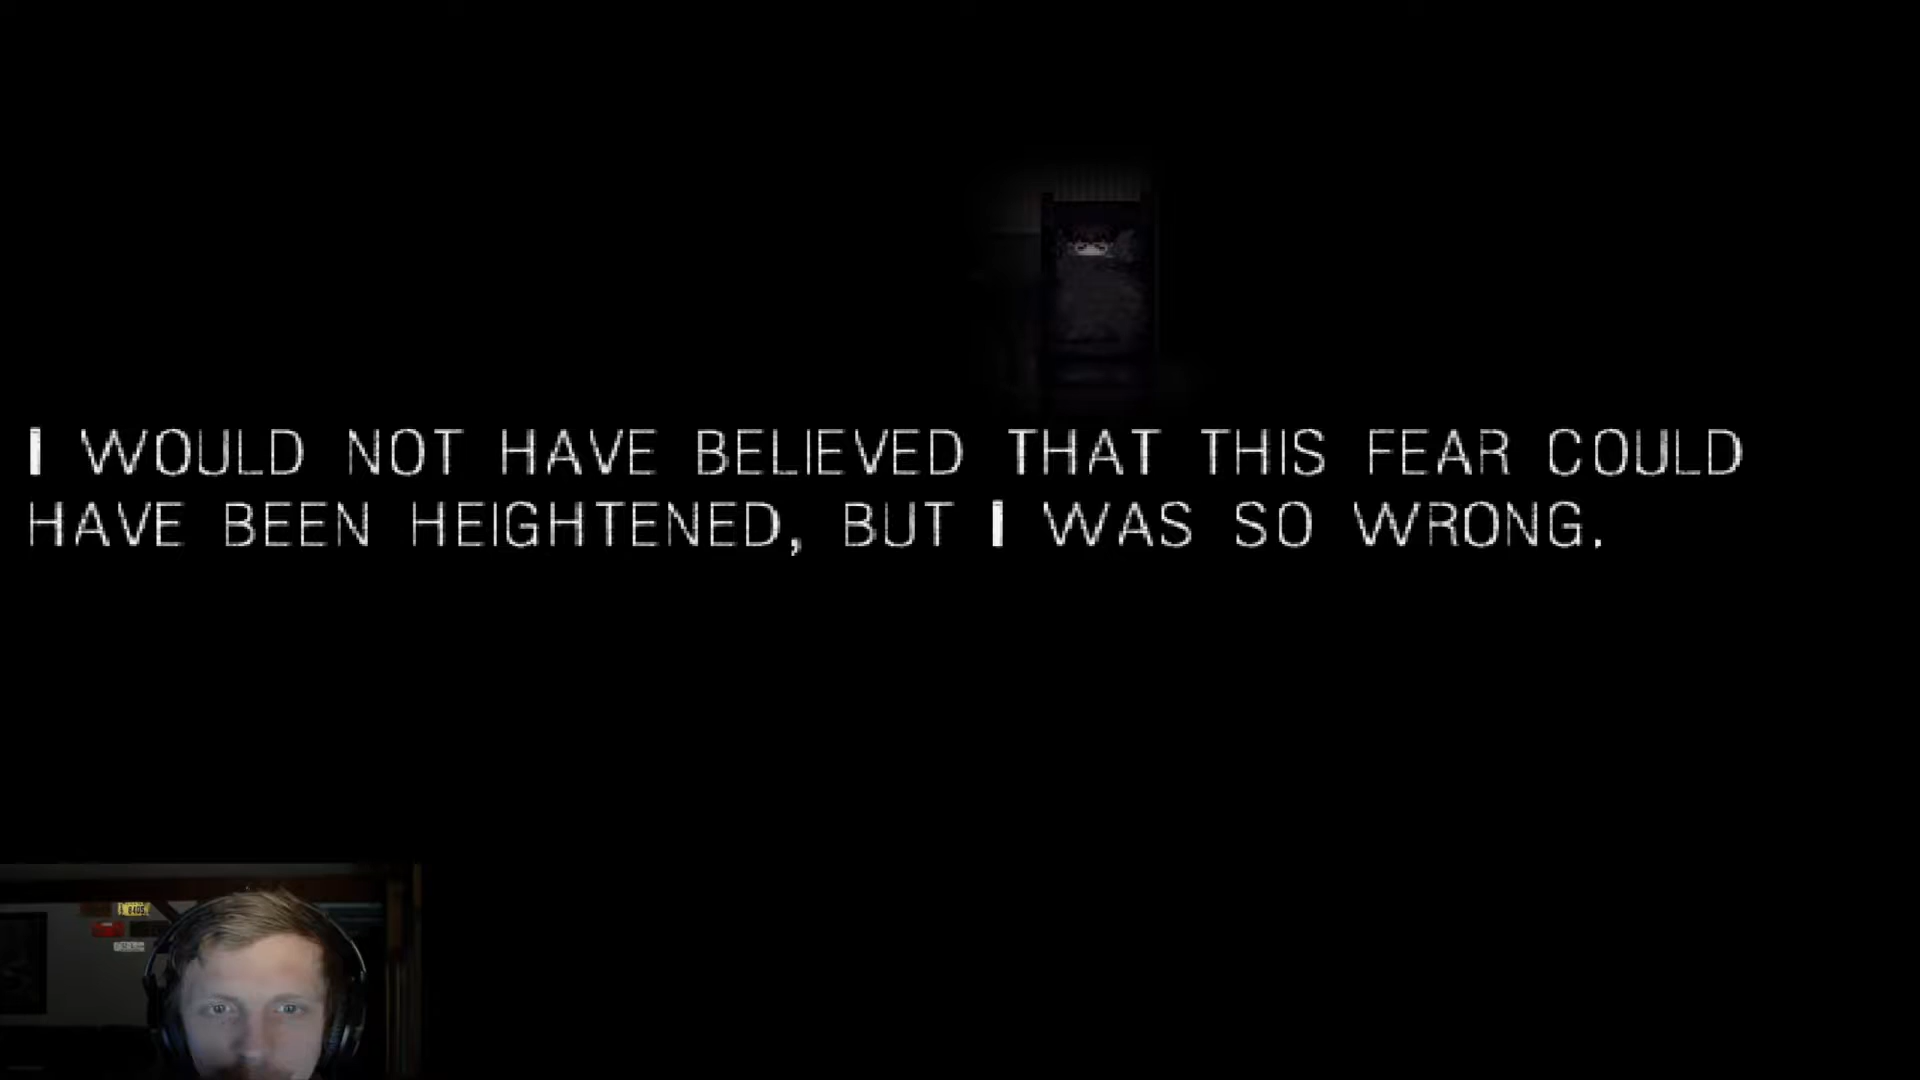 I WOULD NOT HAVE BELIEVED THAT THIS FEAR COULD
HAVE BEEN HEIGHTENED, BUT I WAS SO WRONG.